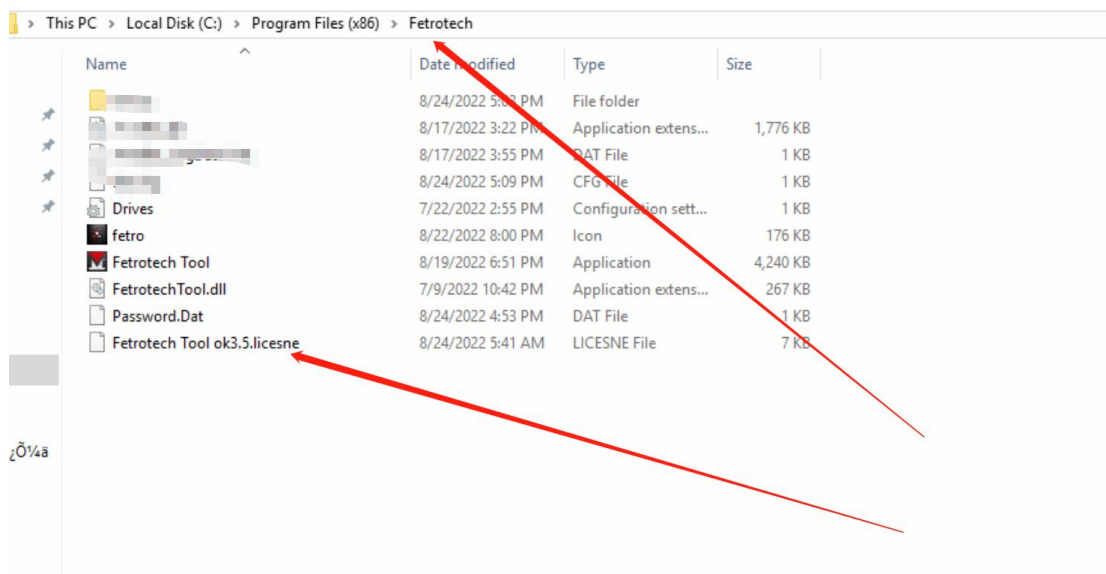 This PC > Local Disk (C:) > Program Files (x86) > Fetrotech
Name Date modified Type Size
8/24/2022 5:03 PM File folder
8/17/2022 3:22 PM Application extens... 1,776 KB
8/17/2022 3:55 PM DAT File 1 KB
8/24/2022 5:09 PM CFG File 1 KB
Drives 7/22/2022 2:55 PM Configuration sett... 1 KB
fetro 8/22/2022 8:00 PM Icon 176 KB
Fetrotech Tool 8/19/2022 6:51 PM Application 4,240 KB
FetrotechTool.dll 7/9/2022 10:42 PM Application extens... 267 KB
Password.Dat 8/24/2022 4:53 PM DAT File 1 KB
Fetrotech Tool ok3.5.licesne 8/24/2022 5:41 AM LICESNE File 7 KB
¿Õ¼ä